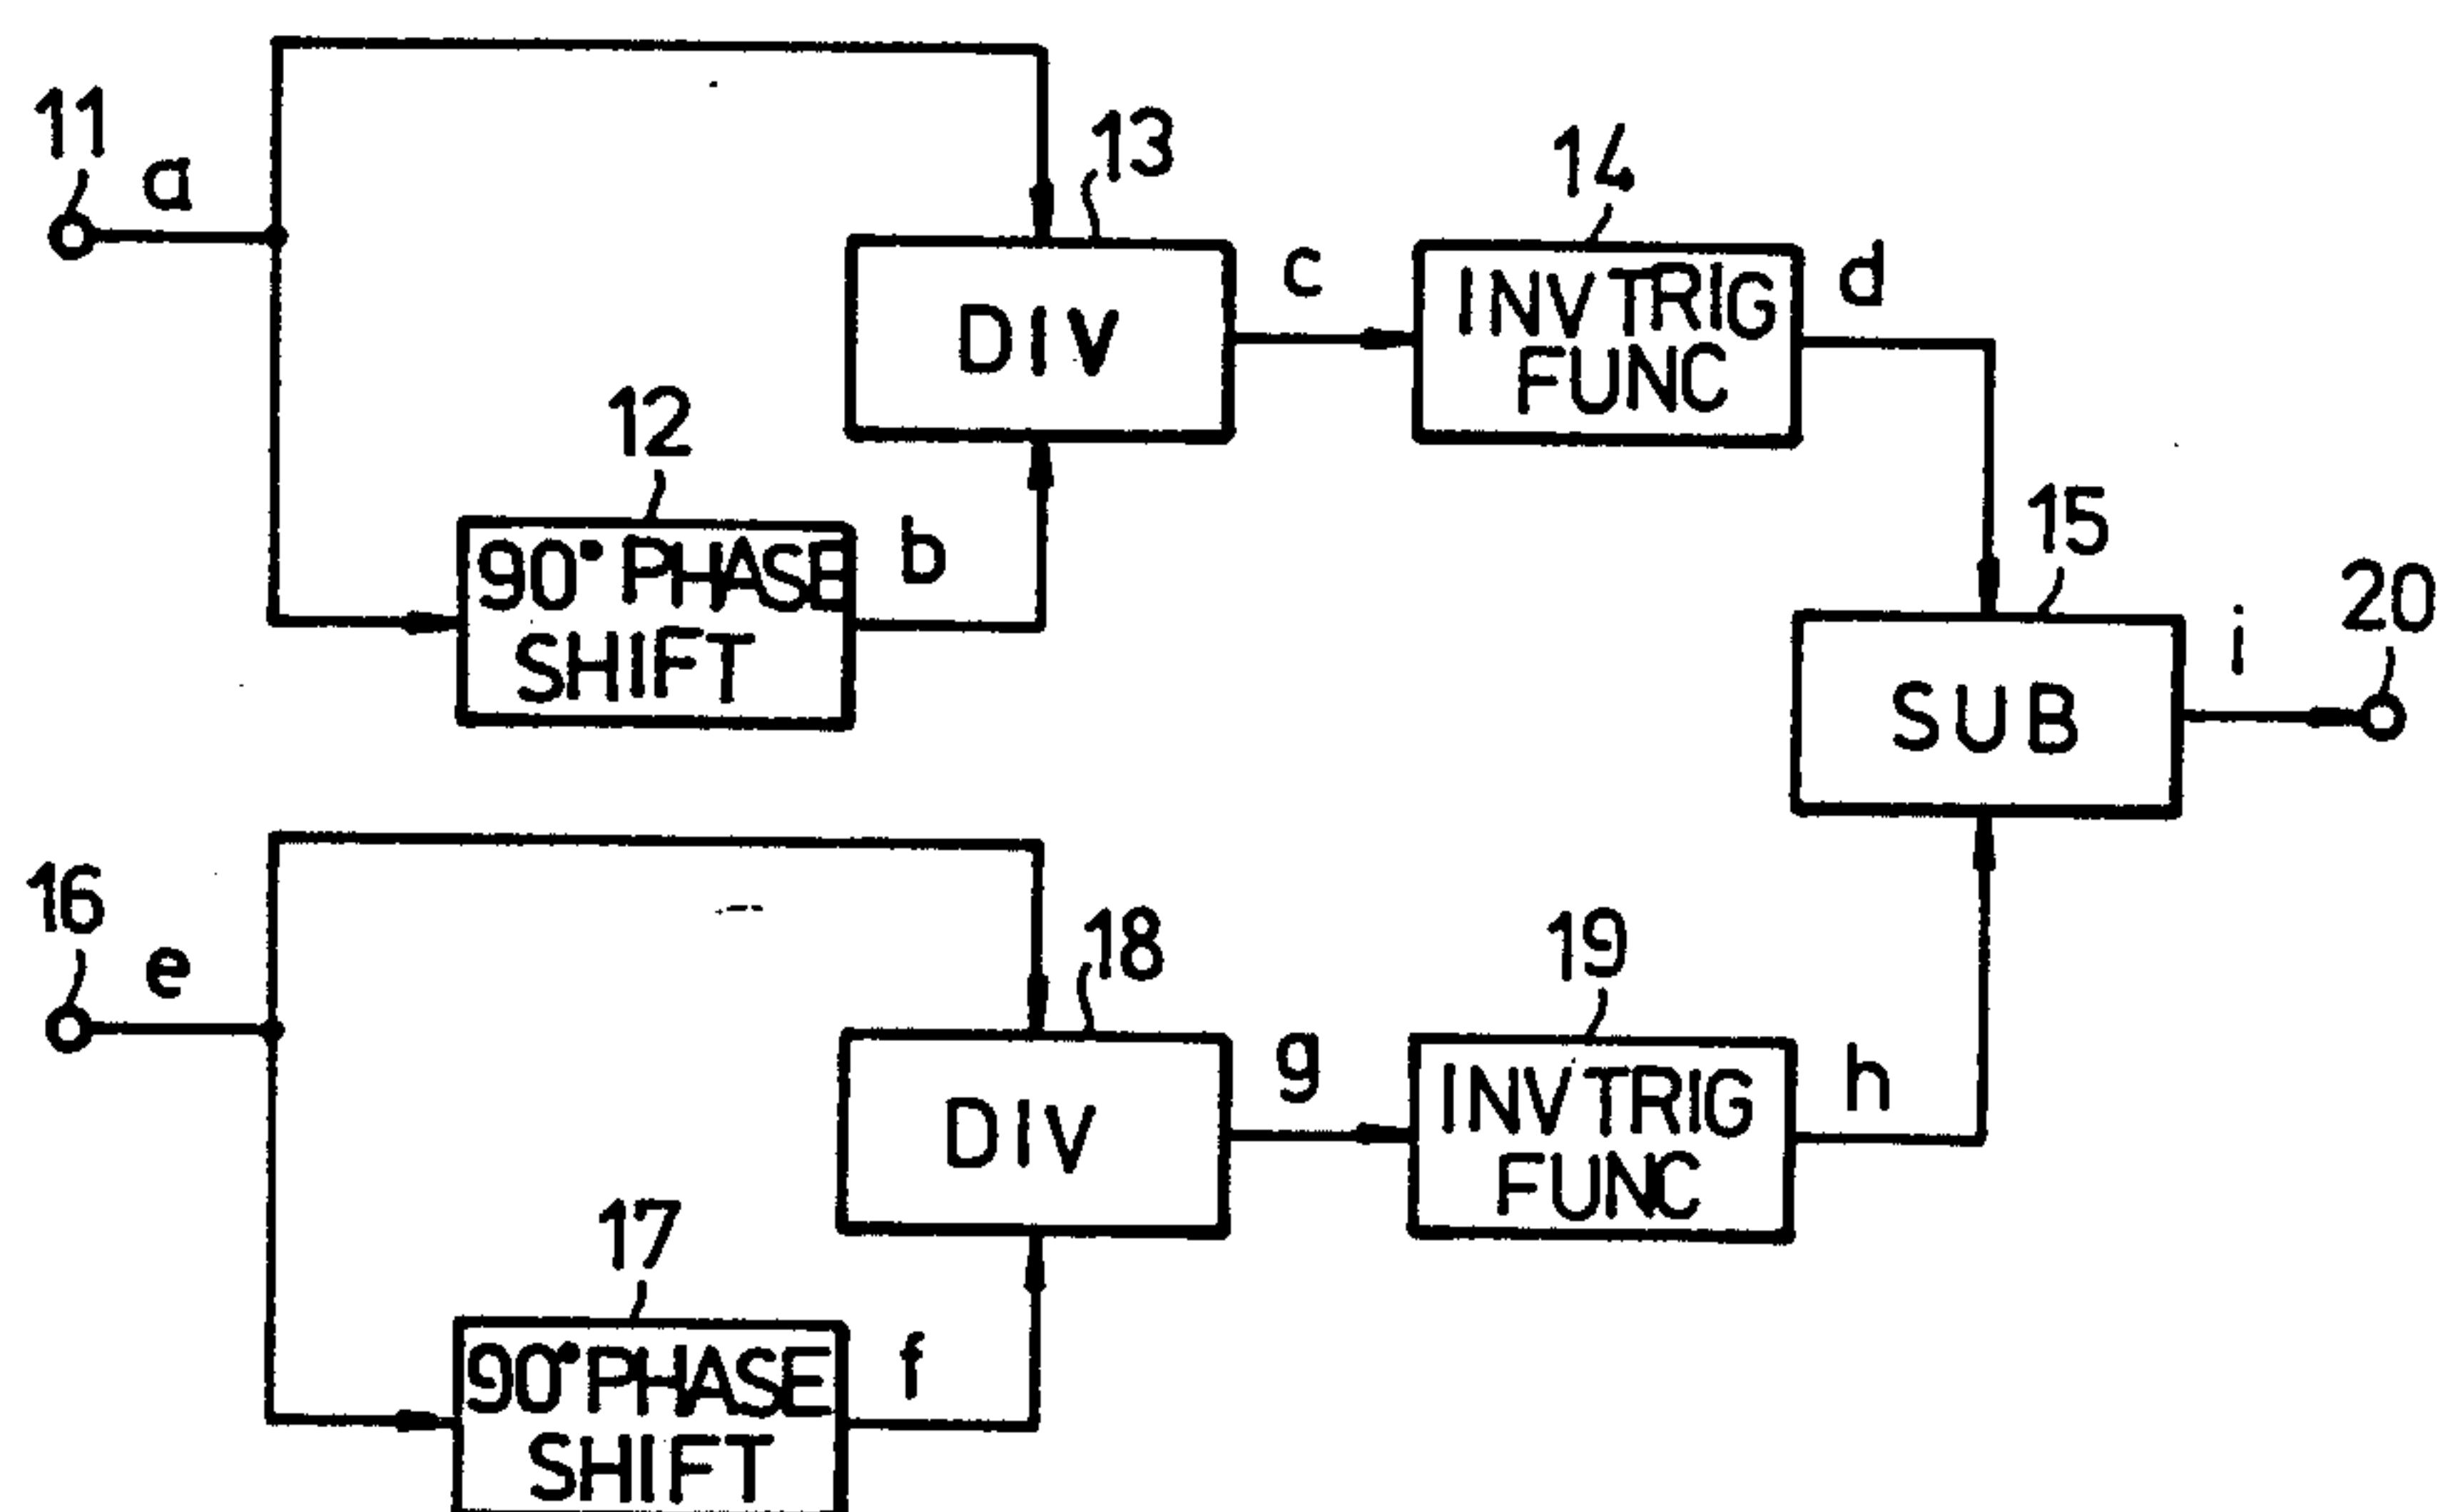 11
a
13
14
DIV
c
INV TRIG
FUNC
d
12
90° PHASE
SHIFT
b
15
SUB
i
20
16
e
18
19
DIV
g
INV TRIG
FUNC
h
17
90° PHASE
SHIFT
f